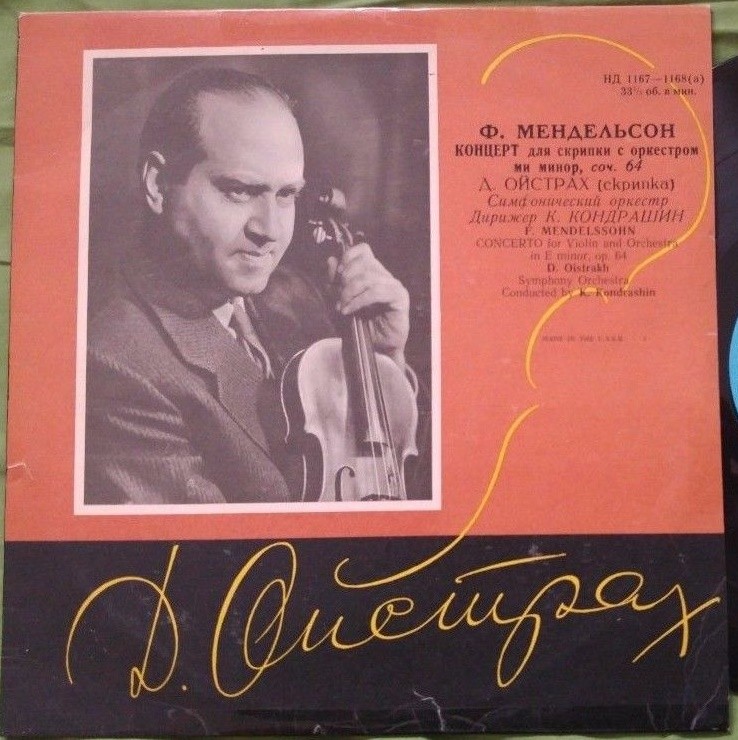 НД 1167—1168(а)
33⅓ об. в мин.
Ф. МЕНДЕЛЬСОН
КОНЦЕРТ для скрипки с оркестром
ми минор, соч. 64
Д. ОЙСТРАХ (скрипка)
Симфонический оркестр
Дирижер К. КОНДРАШИН
F. MENDELSSOHN
CONCERTO for Violin and Orchestra
in E minor, op. 64
D. Oistrakh
Symphony Orchestra
Conducted by K. Kondrashin
MADE IN THE U.S.S.R
Д. Ойстрах